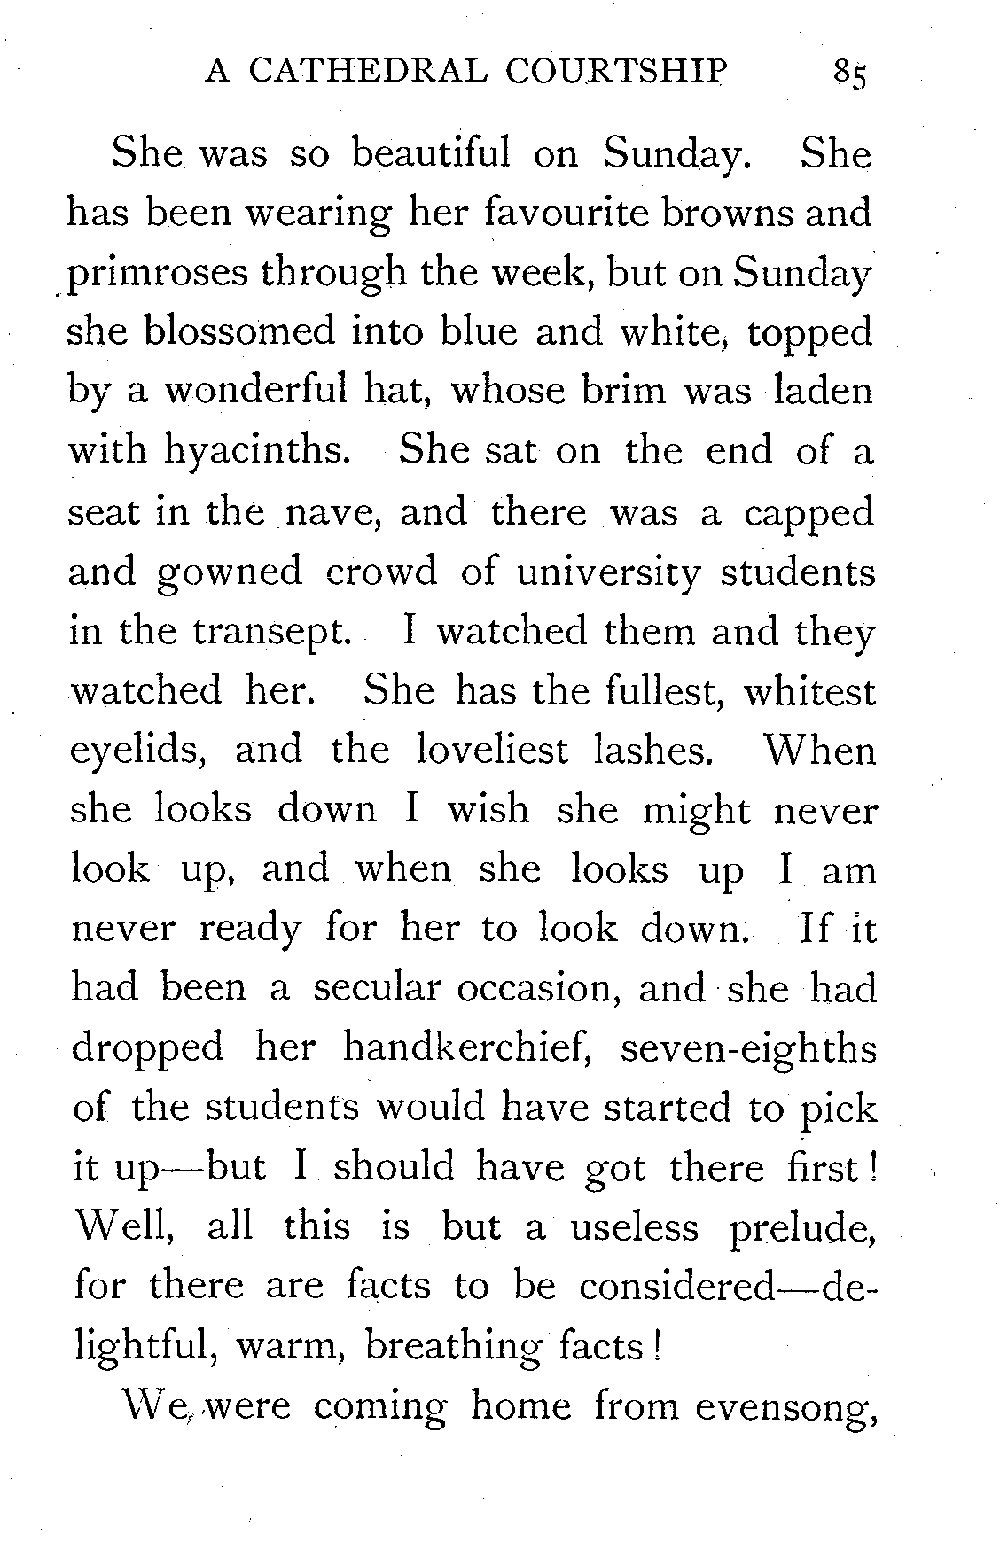 A CATHEDRAL COURTSHIP 85
She was so beautiful on Sunday. She
has been wearing her favourite browns and
primroses through the week, but on Sunday
she blossomed into blue and white, topped
by a wonderful hat, whose brim was laden
with hyacinths. She sat on the end of a
seat in the nave, and there was a capped
and gowned crowd of university students
in the transept. I watched them and they
watched her. She has the fullest, whitest
eyelids, and the loveliest lashes. When
she looks down I wish she might never
look up, and when she looks up I am
never ready for her to look down. If it
had been a secular occasion, and she had
dropped her handkerchief, seven-eighths
of the students would have started to pick
it up—but I should have got there first!
Well, all this is but a useless prelude,
for there are facts to be considered—de-
lightful, warm, breathing facts!
We were coming home from evensong,